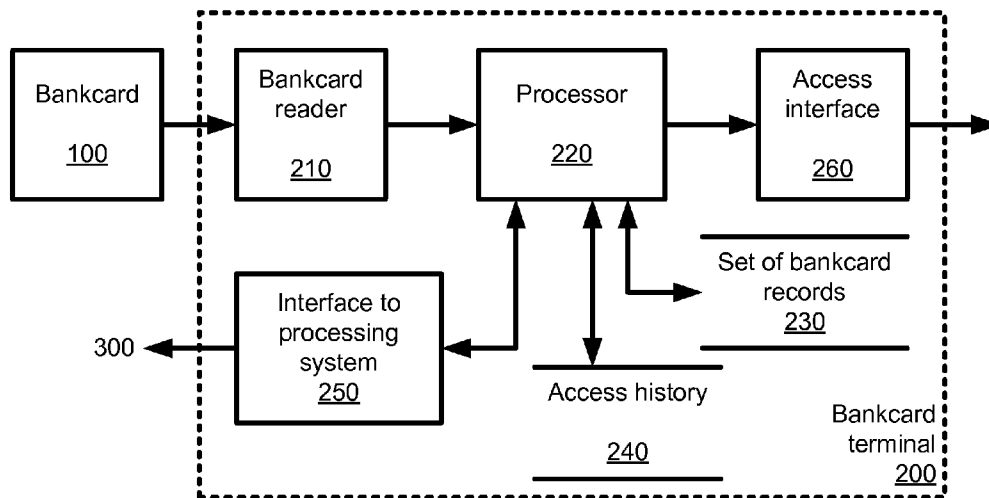 Bankcard
100
Bankcard
reader
210
Processor
220
Access
interface
260
Interface to
processing
system
250
300
Set of bankcard
records
230
Access history
240
Bankcard
terminal
200